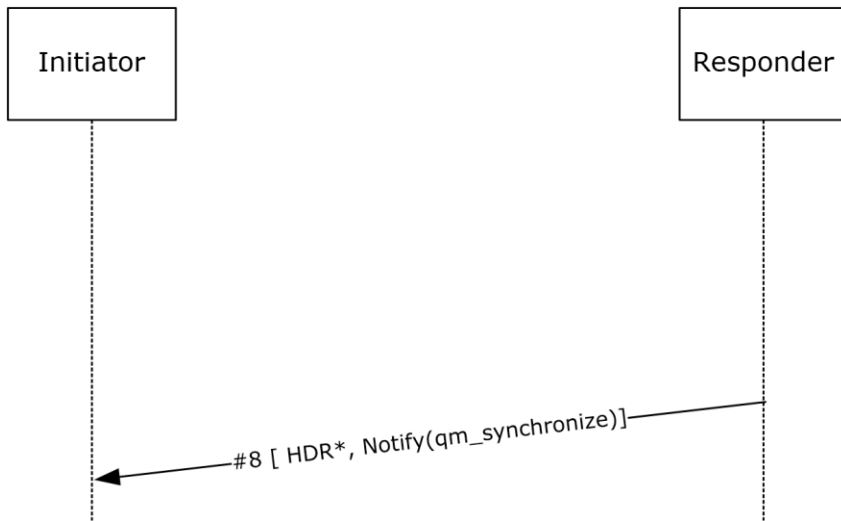 Initiator
Responder
#8 [ HDR*, Notify(qm_synchronize)]